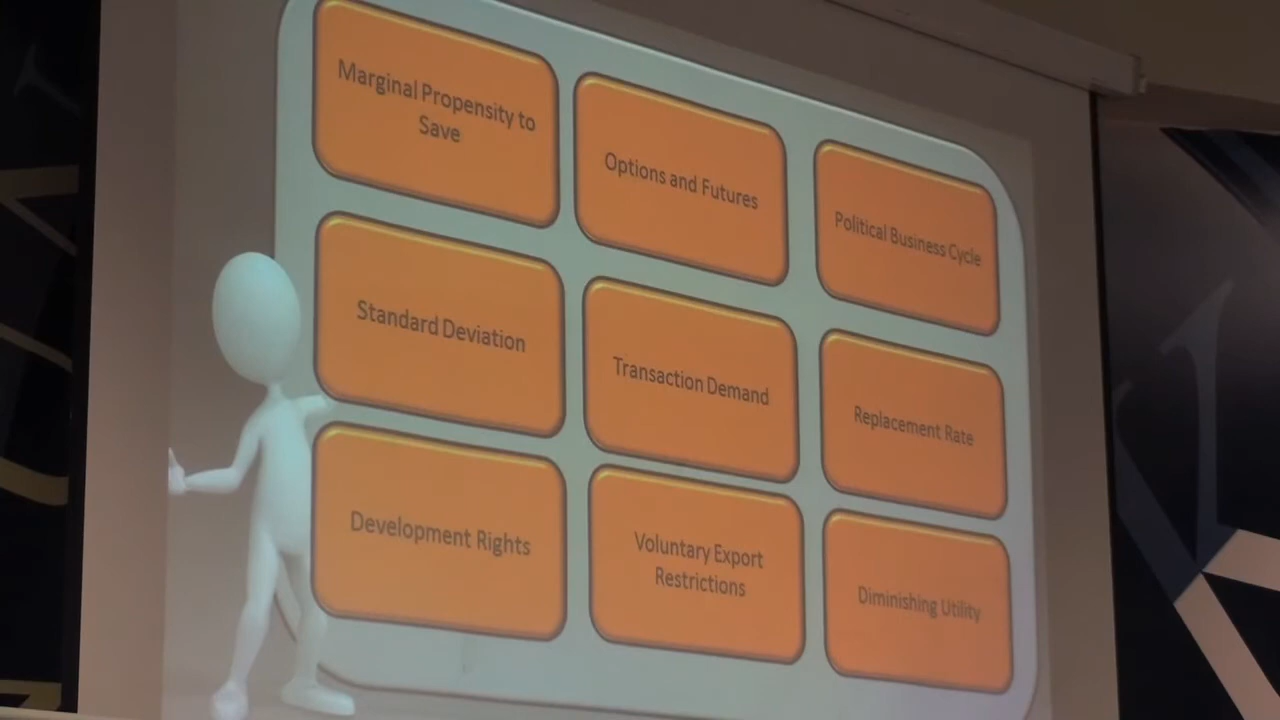 Marginal Propensity to
Save
Options and Futures
Political Business Cycle
Standard Deviation
Transaction Demand
Replacement Rate
Development Rights
Voluntary Export
Restrictions
Diminishing Utility